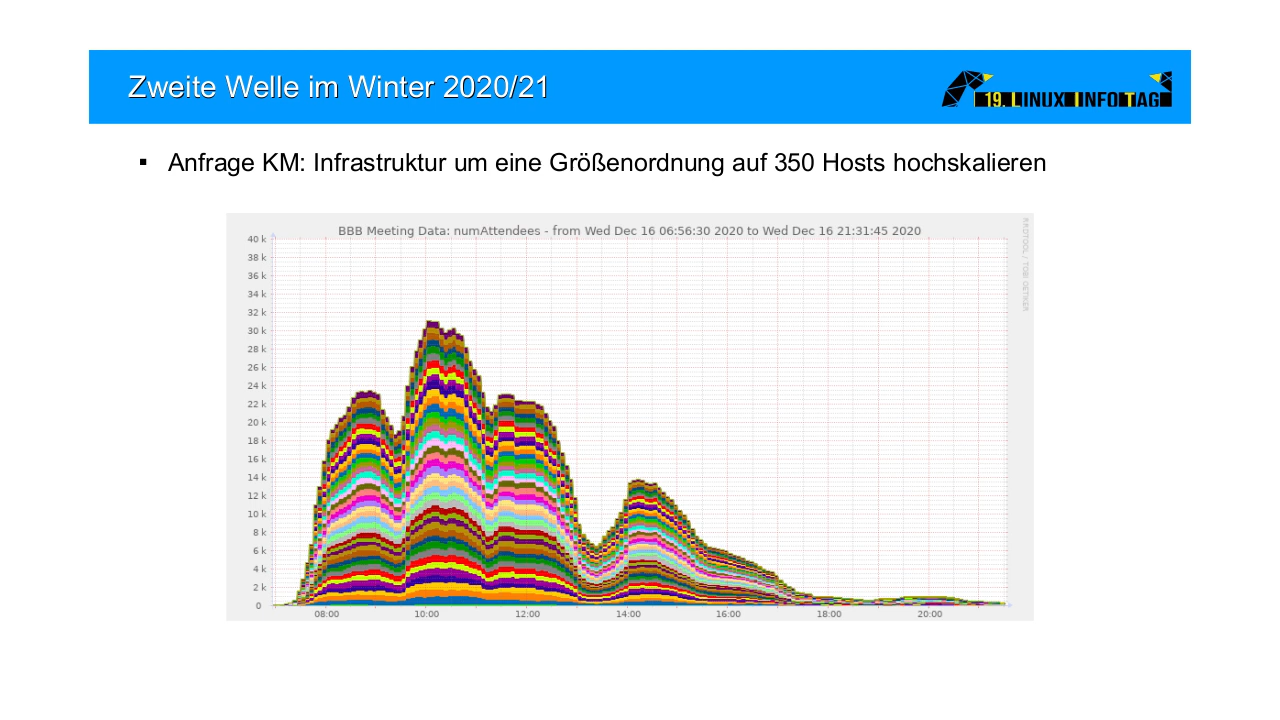 Zweite Welle im Winter 2020/21
19. LINUX INFOTAG
▪ Anfrage KM: Infrastruktur um eine Größenordnung auf 350 Hosts hochskalieren
BBB Meeting Data: numAttendees - from Wed Dec 16 06:56:30 2020 to Wed Dec 16 21:31:45 2020
RRDTOOL / TOBI OETIKER
40 k
38 k
36 k
34 k
32 k
30 k
28 k
26 k
24 k
22 k
20 k
18 k
16 k
14 k
12 k
10 k
8 k
6 k
4 k
2 k
0
08:00 10:00 12:00 14:00 16:00 18:00 20:00